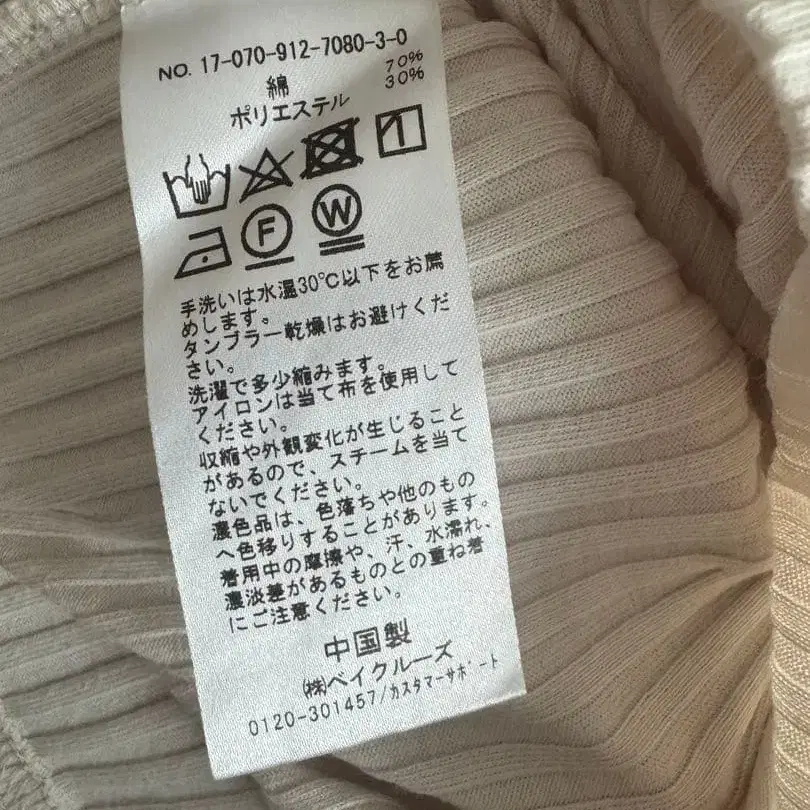 NO. 17-070-912-7080-3-0
綿 70%
ポリエステル 30%
F W
手洗いは水温30℃以下をお薦
めします。
タンブラー乾燥はお避けくだ
さい。
洗濯で多少縮みます。
アイロンは当て布を使用して
ください。
収縮や外観変化が生じること
があるので、スチームを当て
ないでください。
濃色品は、色落ちや他のもの
へ色移りすることがあります。
着用中の摩擦や、汗、水濡れ、
濃淡差があるものとの重ね着
にご注意ください。
中国製
㈱ベイクルーズ
0120-301457/カスタマーサポート